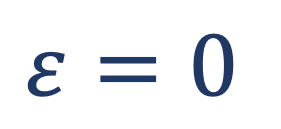 ε = 0